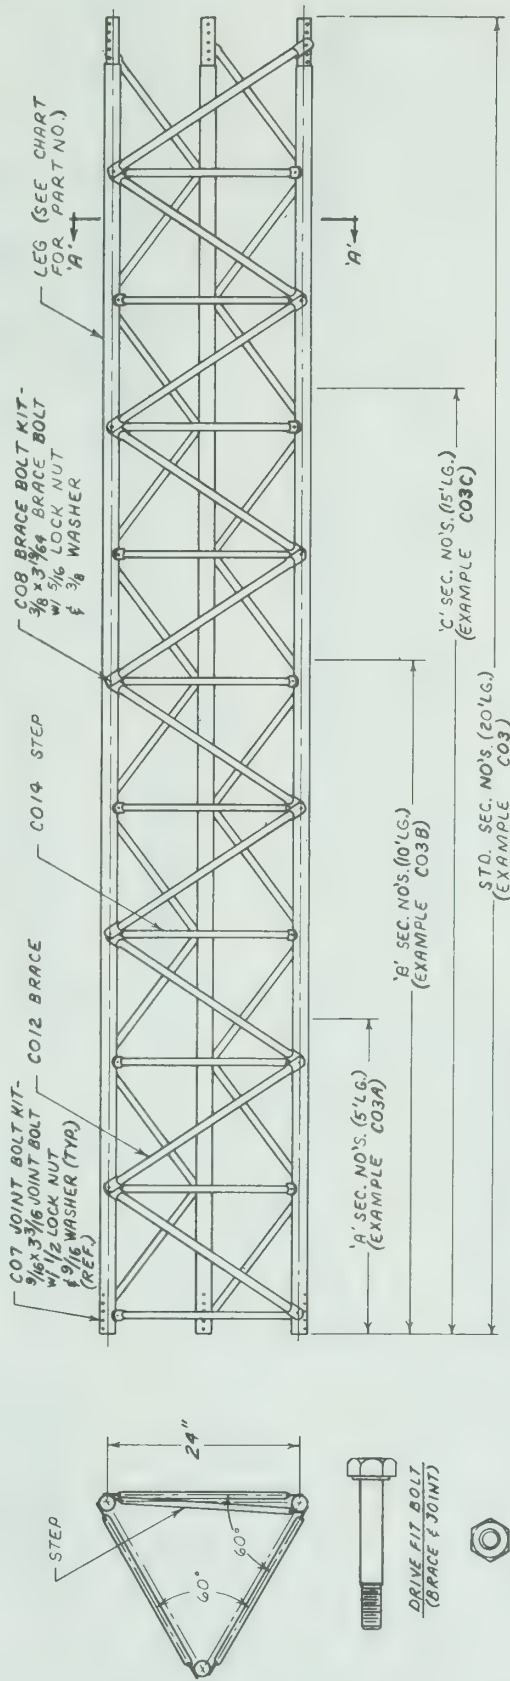 C07 JOINT BOLT KIT-
9/16 x 3 3/16 JOINT BOLT
W/ 1/2 LOCK NUT
& 9/16 WASHER (TYP.)
(REF.)
C012 BRACE
C014 STEP
C08 BRACE BOLT KIT-
3/8 x 3 19/64 BRACE BOLT
W/ 5/16 LOCK NUT
& 3/8 WASHER
LEG (SEE CHART
FOR PART NO.)
'A'
'A'
STEP
24"
60°
60°
'A' SEC. NO'S. (5'LG.)
(EXAMPLE C03A)
'B' SEC. NO'S. (10'LG.)
(EXAMPLE C03B)
'C' SEC. NO'S. (15'LG.)
(EXAMPLE C03C)
STD. SEC. NO'S. (20'LG.)
(EXAMPLE C03)
DRIVE FIT BOLT
(BRACE & JOINT)